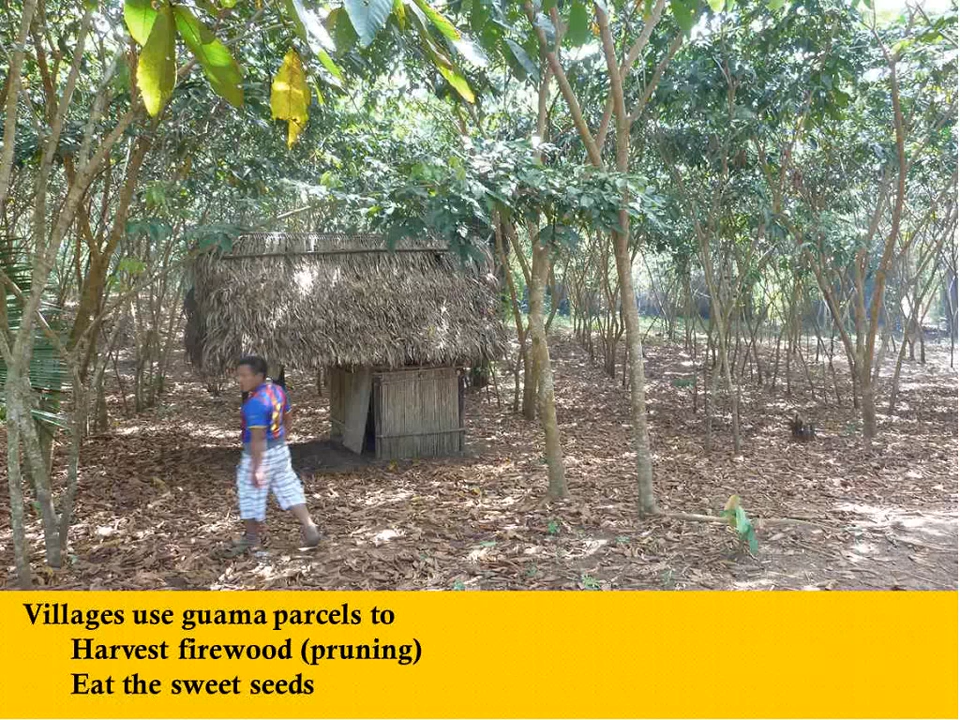 Villages use guama parcels to
Harvest firewood (pruning)
Eat the sweet seeds